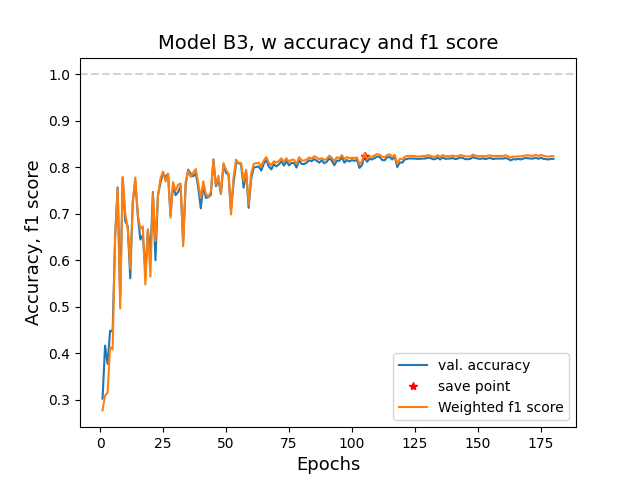 Model B3, w accuracy and f1 score
Accuracy, f1 score
1.0
0.9
0.8
0.7
0.6
0.5
0.4
0.3
val. accuracy
save point
Weighted f1 score
0 25 50 75 100 125 150 175
Epochs